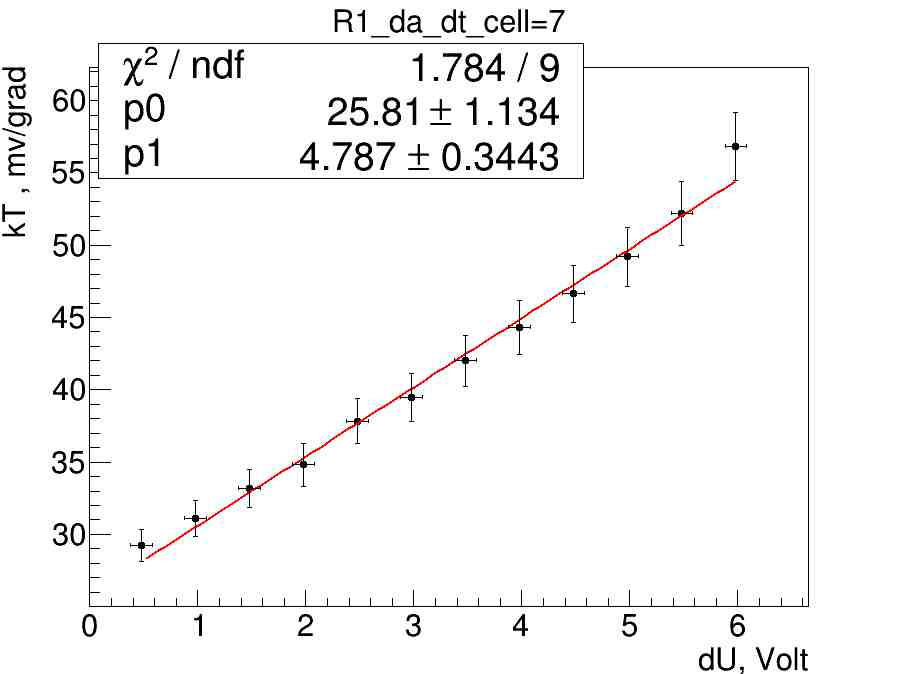 R1_da_dt_cell=7
χ² / ndf 1.784 / 9
p0 25.81 ± 1.134
p1 4.787 ± 0.3443
kT , mv/grad
60
55
50
45
40
35
30
0 1 2 3 4 5 6
dU, Volt